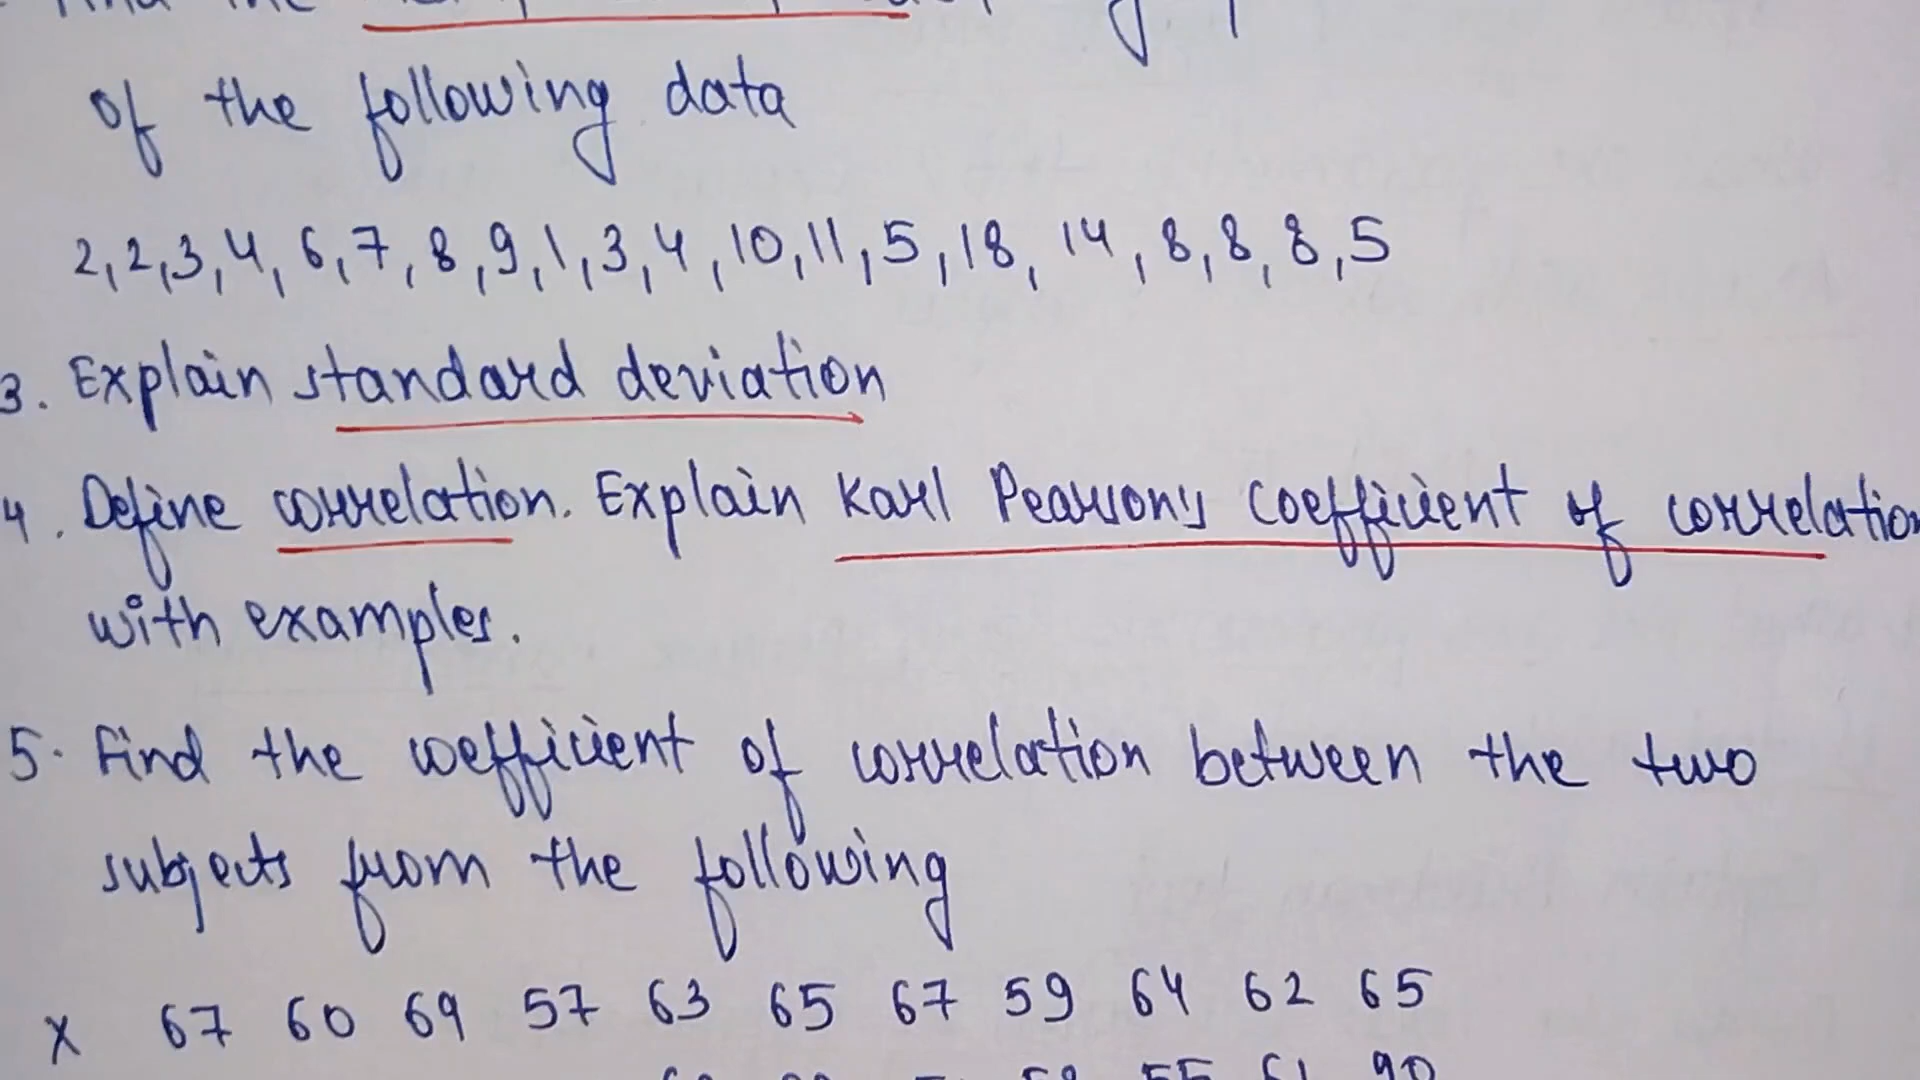 of the following data
2,2,3,4,6,7,8,9,1,3,4,10,11,5,18,14,8,8,8,5
3. Explain standard deviation
4. Define correlation. Explain Karl Pearson's Coefficient of correlation
with examples.
5. Find the coefficient of correlation between the two
subjects from the following
X 67 60 69 57 63 65 67 59 64 62 65